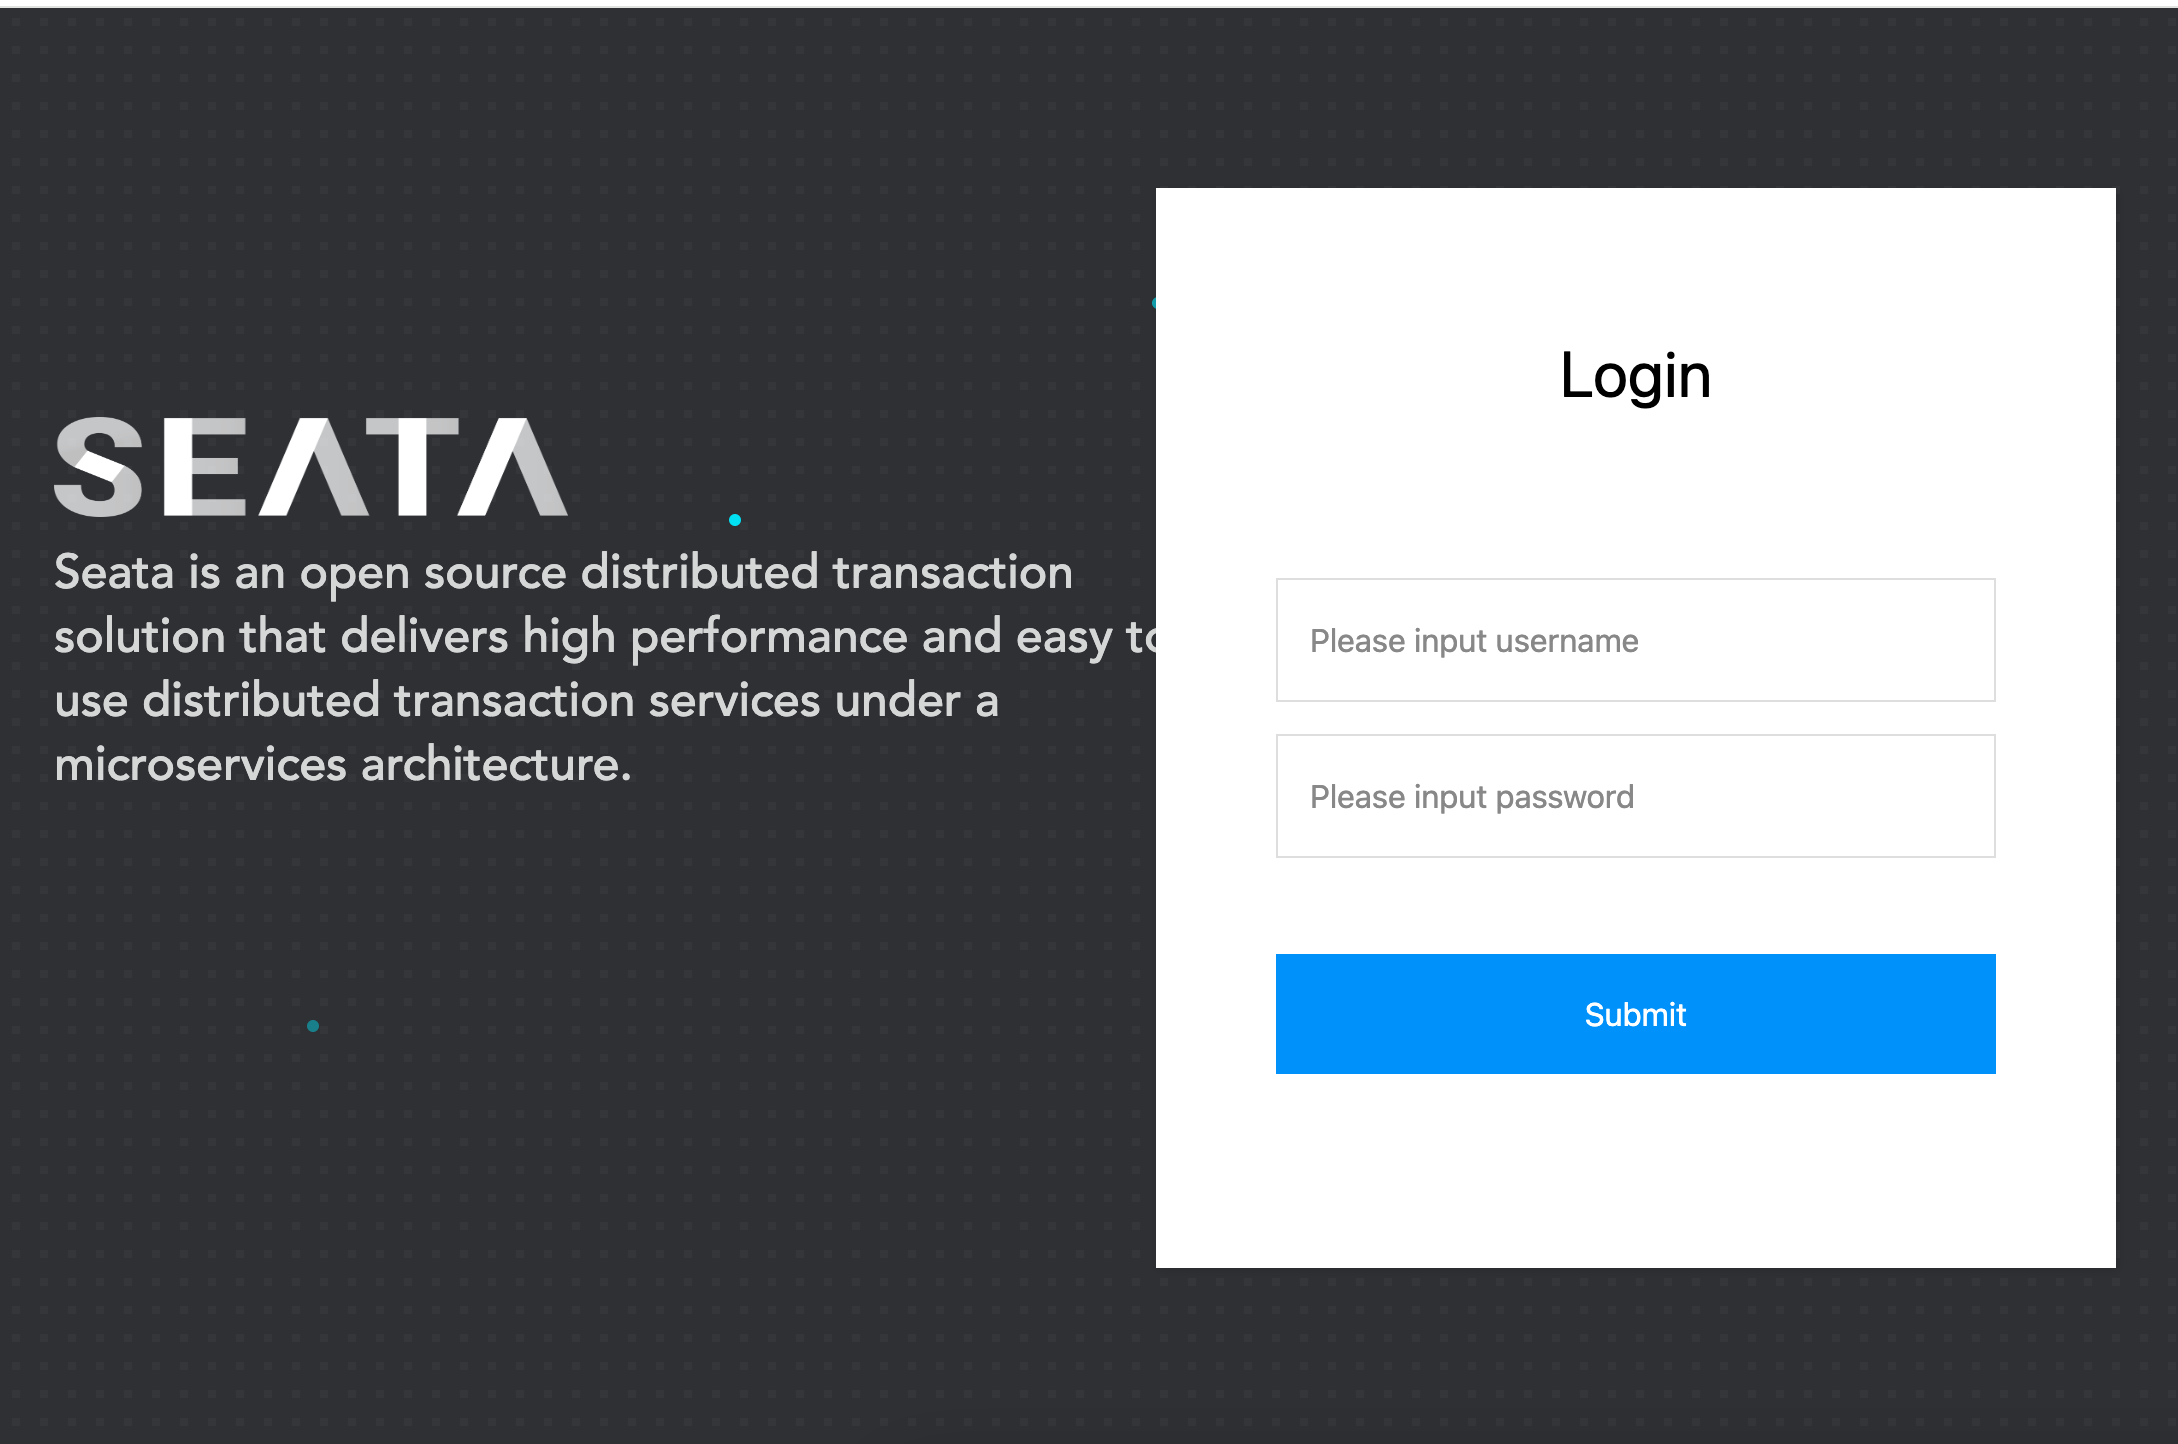 SEATA
Seata is an open source distributed transaction
solution that delivers high performance and easy to
use distributed transaction services under a
microservices architecture.
Login
Please input username
Please input password
Submit